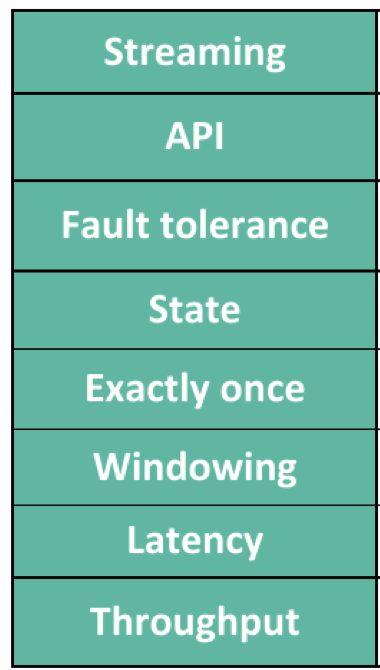 Streaming
API
Fault tolerance
State
Exactly once
Windowing
Latency
Throughput